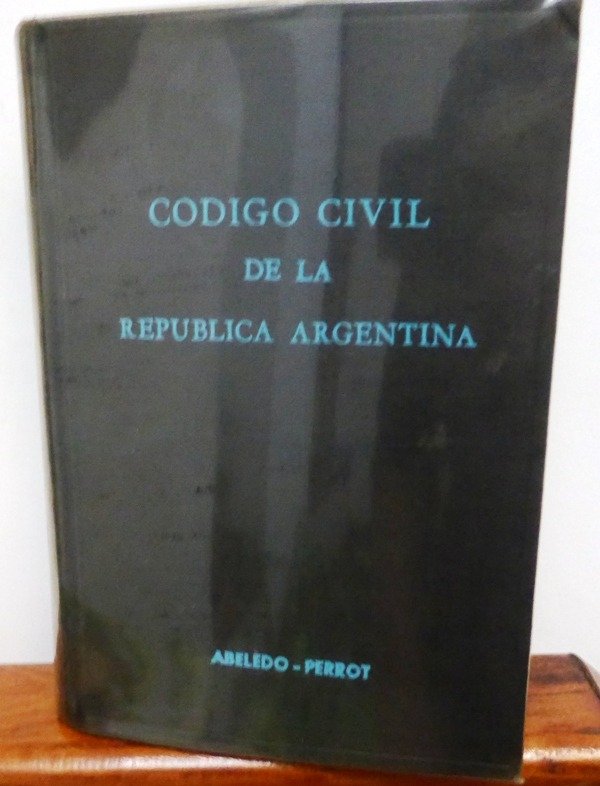 CODIGO CIVIL
DE LA
REPUBLICA ARGENTINA
ABELEDO - PERROT